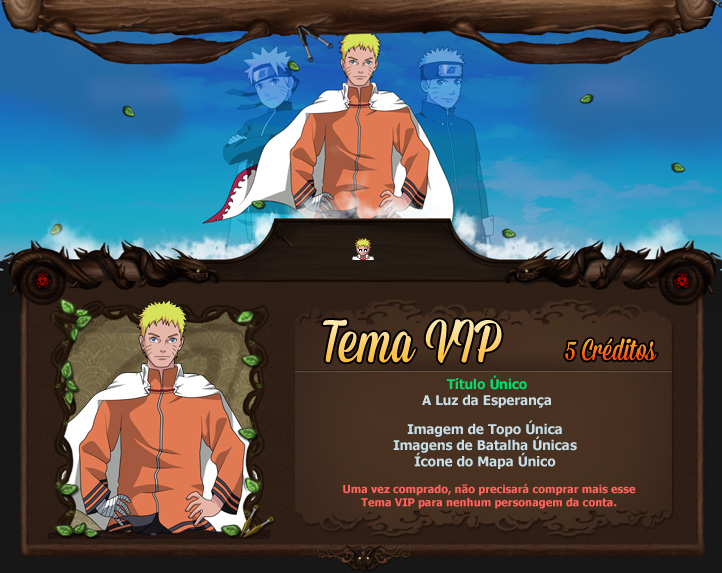 Tema VIP
5 Créditos
Título Único
A Luz da Esperança
Imagem de Topo Única
Imagens de Batalha Únicas
Ícone do Mapa Único
Uma vez comprado, não precisará comprar mais esse
Tema VIP para nenhum personagem da conta.